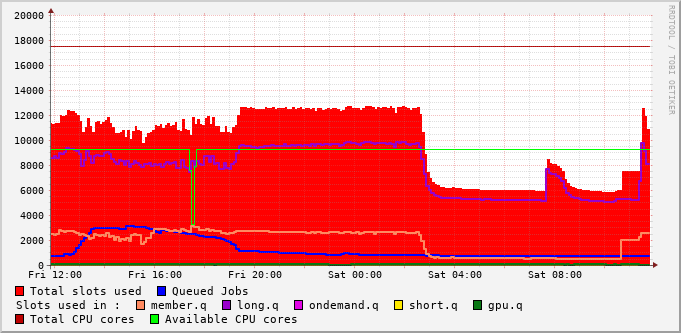 20000
18000
16000
14000
12000
10000
8000
6000
4000
2000
0
Fri 12:00 Fri 16:00 Fri 20:00 Sat 00:00 Sat 04:00 Sat 08:00
Total slots used Queued Jobs
Slots used in : member.q long.q ondemand.q short.q gpu.q
Total CPU cores Available CPU cores
RRDTOOL / TOBI OETIKER